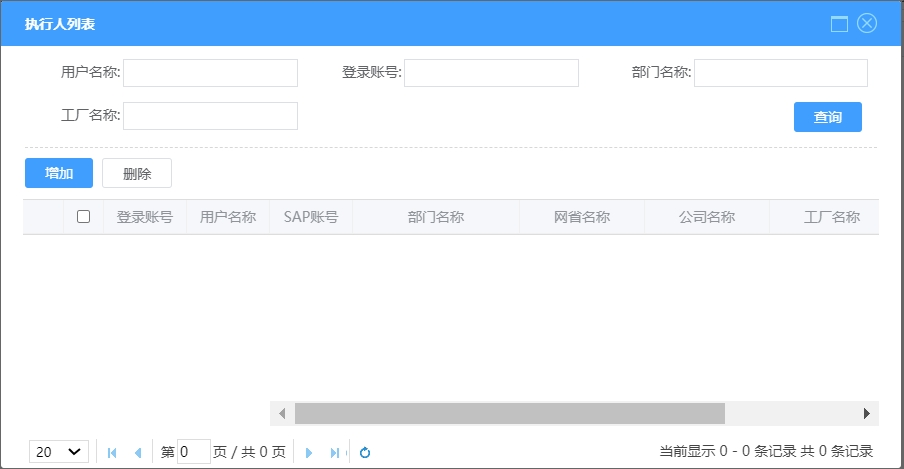 执行人列表
用户名称: 登录账号: 部门名称:
工厂名称: 查询
增加 删除
登录账号 用户名称 SAP账号 部门名称 网省名称 公司名称 工厂名称
20 第 0 页 / 共 0 页 当前显示 0 - 0 条记录 共 0 条记录